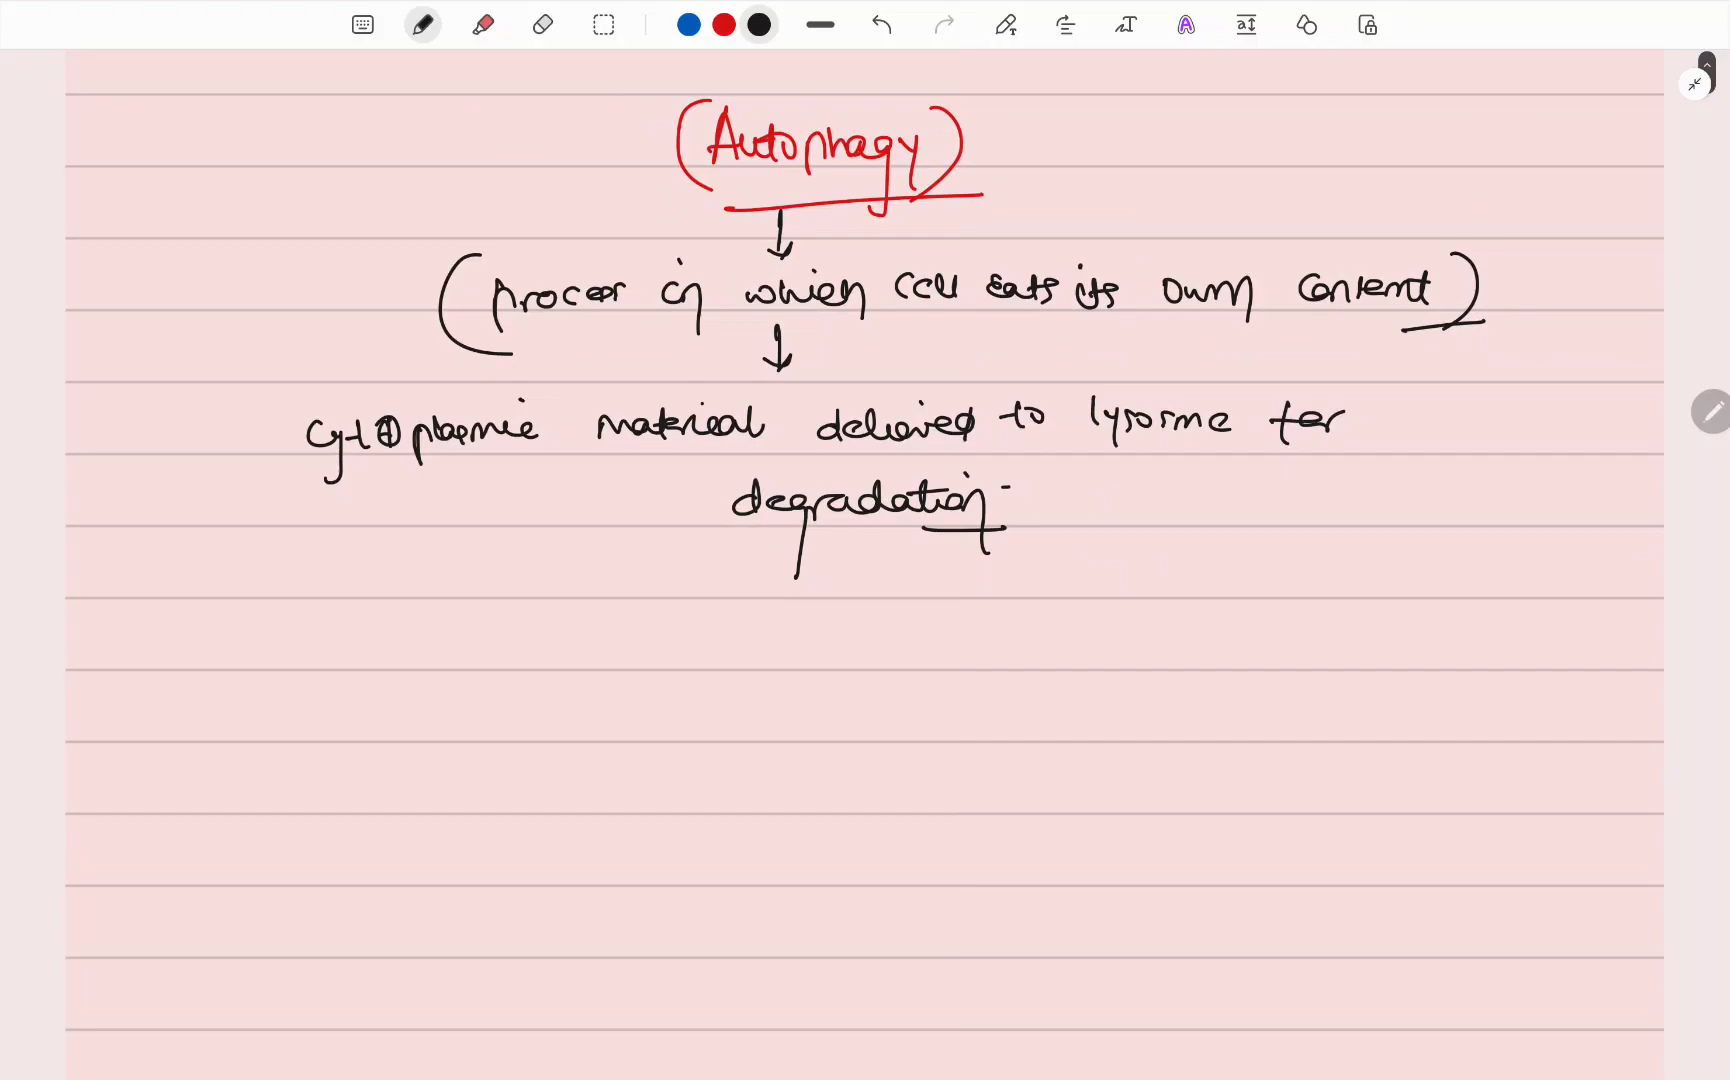 (Autophagy)
(process in which cell eats its own content)
cytoplasmic material delivered to lysosome for
degradation